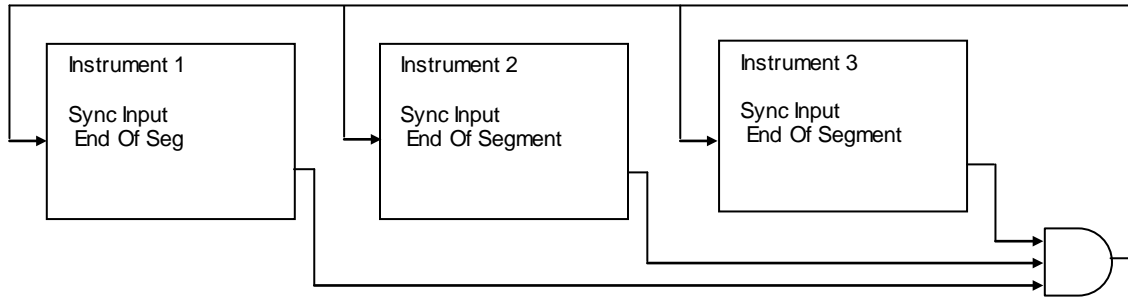 Instrument 1
Sync Input
End Of Seg
Instrument 2
Sync Input
End Of Segment
Instrument 3
Sync Input
End Of Segment